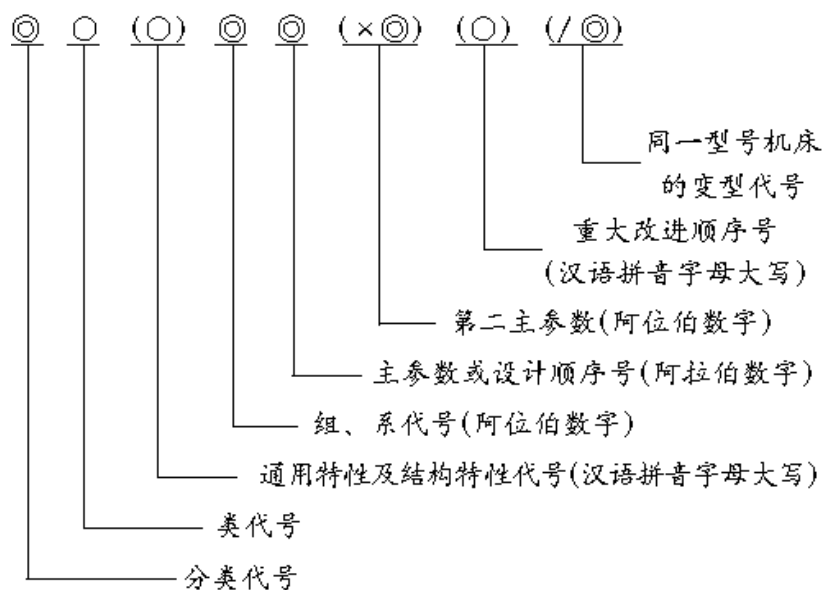 ◎ ○ (○) ◎ ◎ (×◎) (○) (/◎)
同一型号机床
的变型代号
重大改进顺序号
(汉语拼音字母大写)
第二主参数(阿位伯数字)
主参数或设计顺序号(阿拉伯数字)
组、系代号(阿位伯数字)
通用特性及结构特性代号(汉语拼音字母大写)
类代号
分类代号